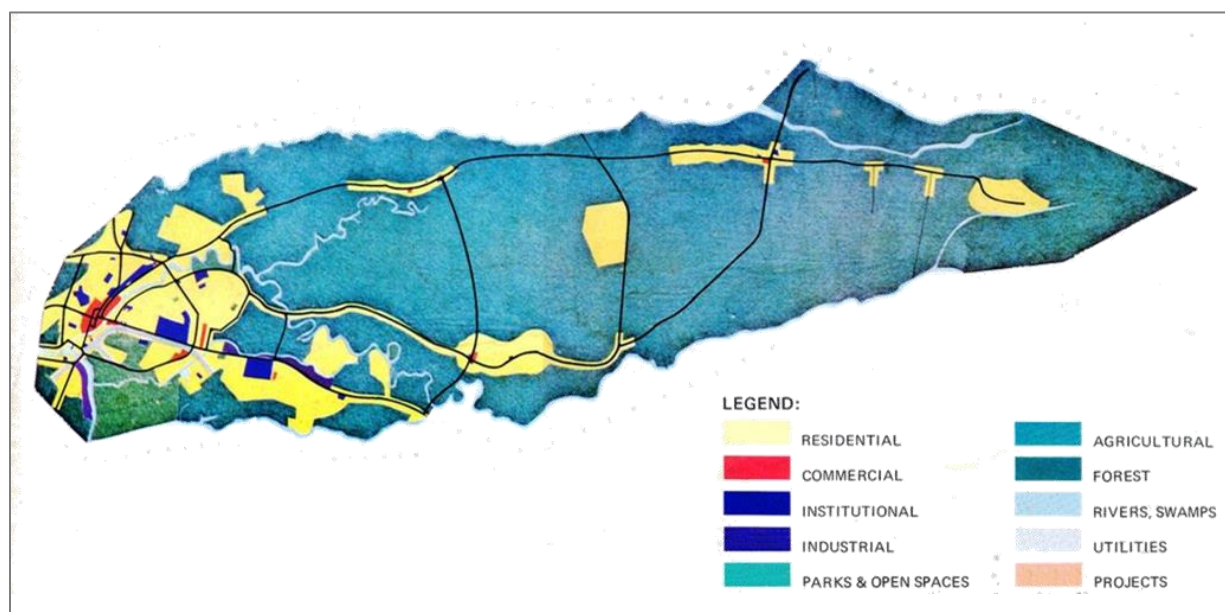 LEGEND:
RESIDENTIAL
COMMERCIAL
INSTITUTIONAL
INDUSTRIAL
PARKS & OPEN SPACES
AGRICULTURAL
FOREST
RIVERS, SWAMPS
UTILITIES
PROJECTS